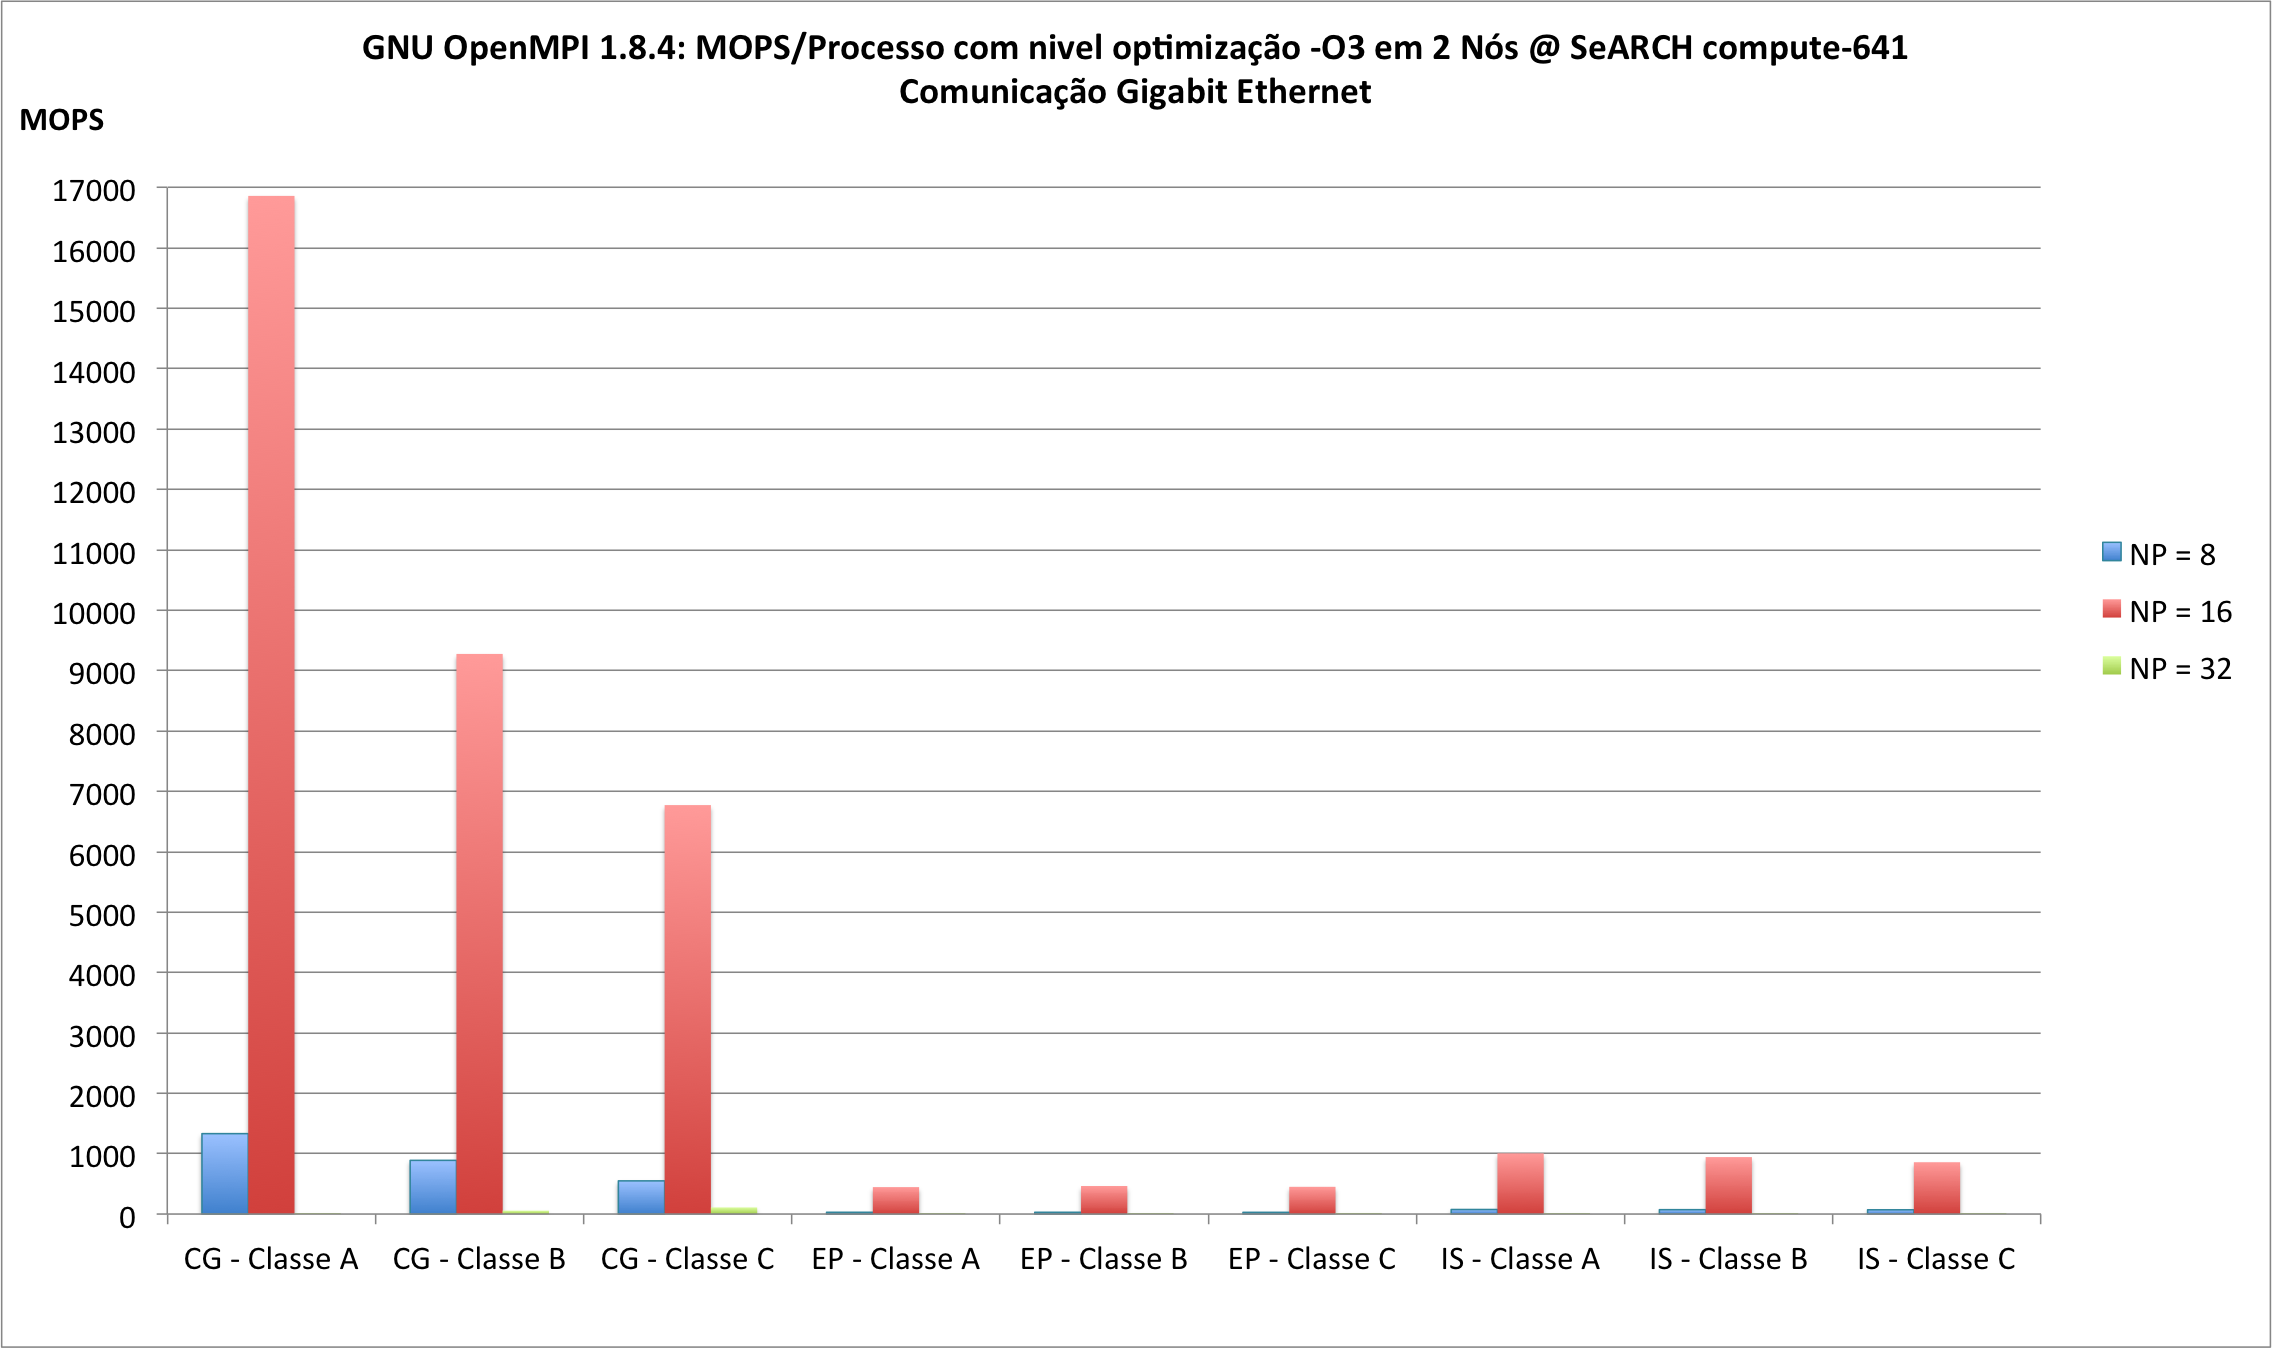 GNU OpenMPI 1.8.4: MOPS/Processo com nivel optimização -O3 em 2 Nós @ SeARCH compute-641
Comunicação Gigabit Ethernet
MOPS
17000
16000
15000
14000
13000
12000
11000
10000
9000
8000
7000
6000
5000
4000
3000
2000
1000
0
NP = 8
NP = 16
NP = 32
CG - Classe A CG - Classe B CG - Classe C EP - Classe A EP - Classe B EP - Classe C IS - Classe A IS - Classe B IS - Classe C